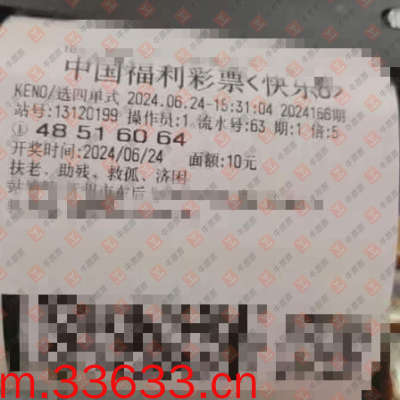 中国福利彩票<快乐8>
KENO/选四单式 2024.06.24-15:31:04 2024166期
站号:13120199 操作员:1 流水号:63 期:1 倍:5
① 48 51 60 64
开奖时间:2024/06/24 面额:10元
扶老、助残、救孤、济困
m.33633.cn